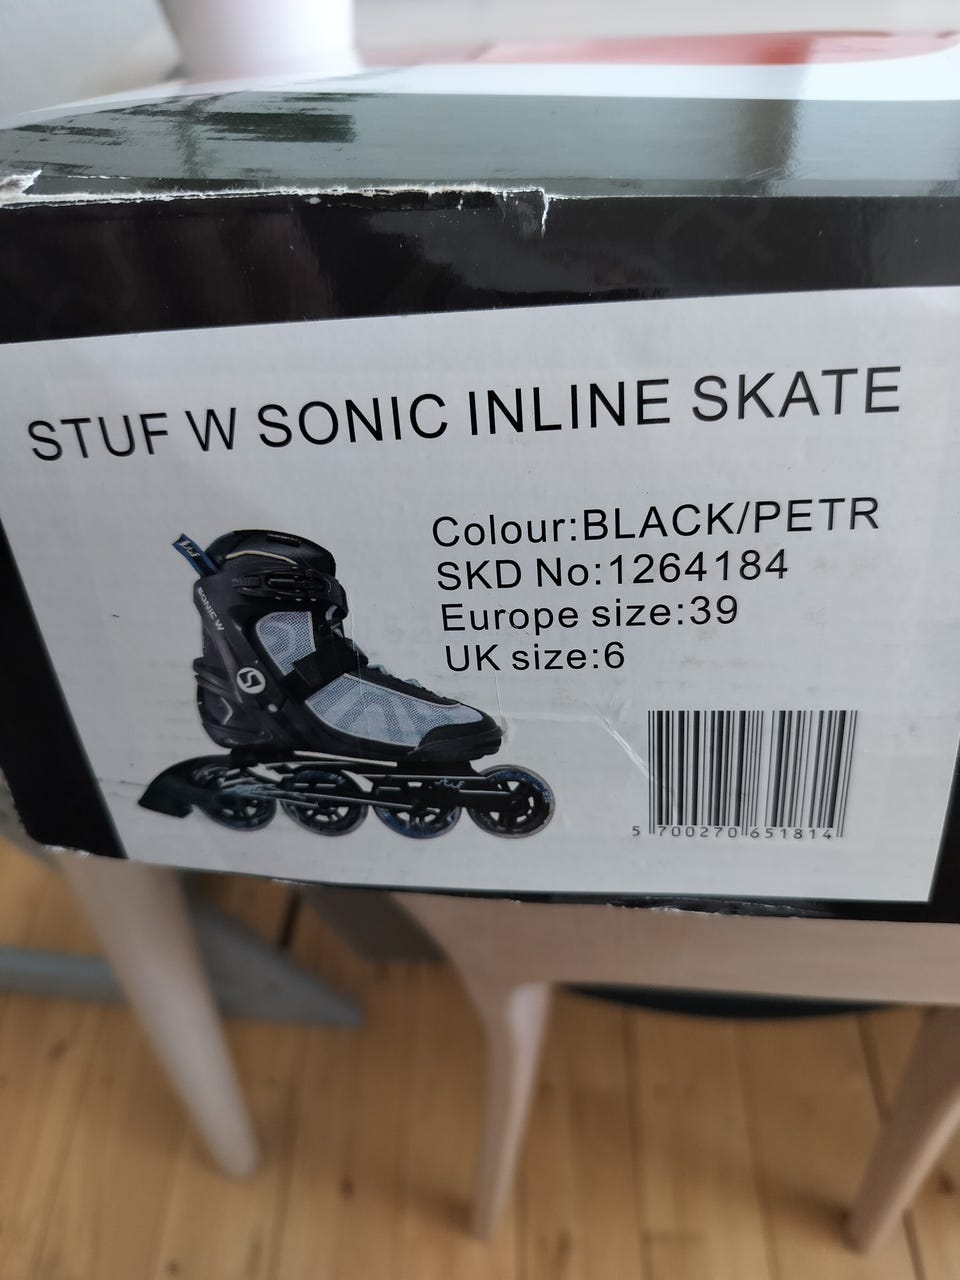 STUF W SONIC INLINE SKATE
Colour:BLACK/PETR
SKD No:1264184
Europe size:39
UK size:6
SONIC W
5 700270 651814